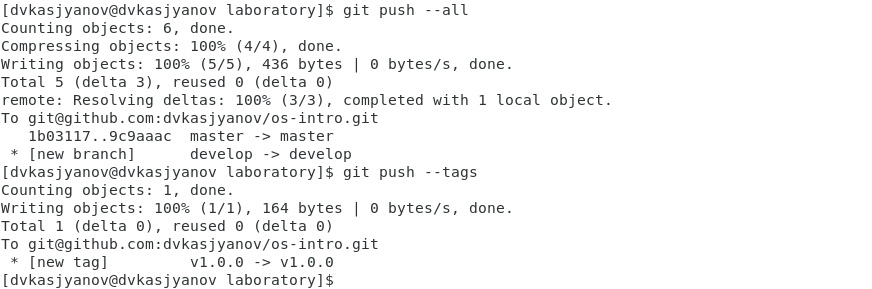 [dvkasjyanov@dvkasjyanov laboratory]$ git push --all
Counting objects: 6, done.
Compressing objects: 100% (4/4), done.
Writing objects: 100% (5/5), 436 bytes | 0 bytes/s, done.
Total 5 (delta 3), reused 0 (delta 0)
remote: Resolving deltas: 100% (3/3), completed with 1 local object.
To git@github.com:dvkasjyanov/os-intro.git
   1b03117..9c9aaac  master -> master
 * [new branch]      develop -> develop
[dvkasjyanov@dvkasjyanov laboratory]$ git push --tags
Counting objects: 1, done.
Writing objects: 100% (1/1), 164 bytes | 0 bytes/s, done.
Total 1 (delta 0), reused 0 (delta 0)
To git@github.com:dvkasjyanov/os-intro.git
 * [new tag]         v1.0.0 -> v1.0.0
[dvkasjyanov@dvkasjyanov laboratory]$